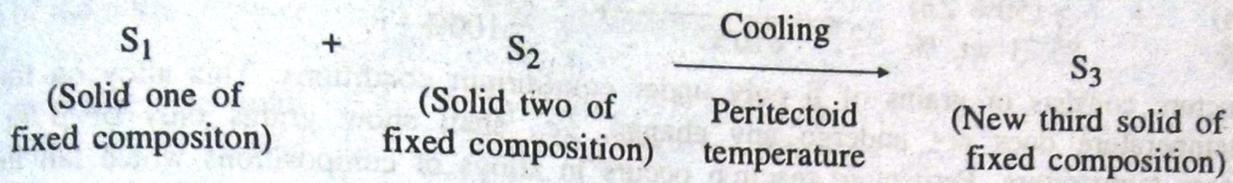 S1 + S2 Cooling S3
(Solid one of fixed compositon)
(Solid two of fixed composition)
Peritectoid temperature
(New third solid of fixed composition)